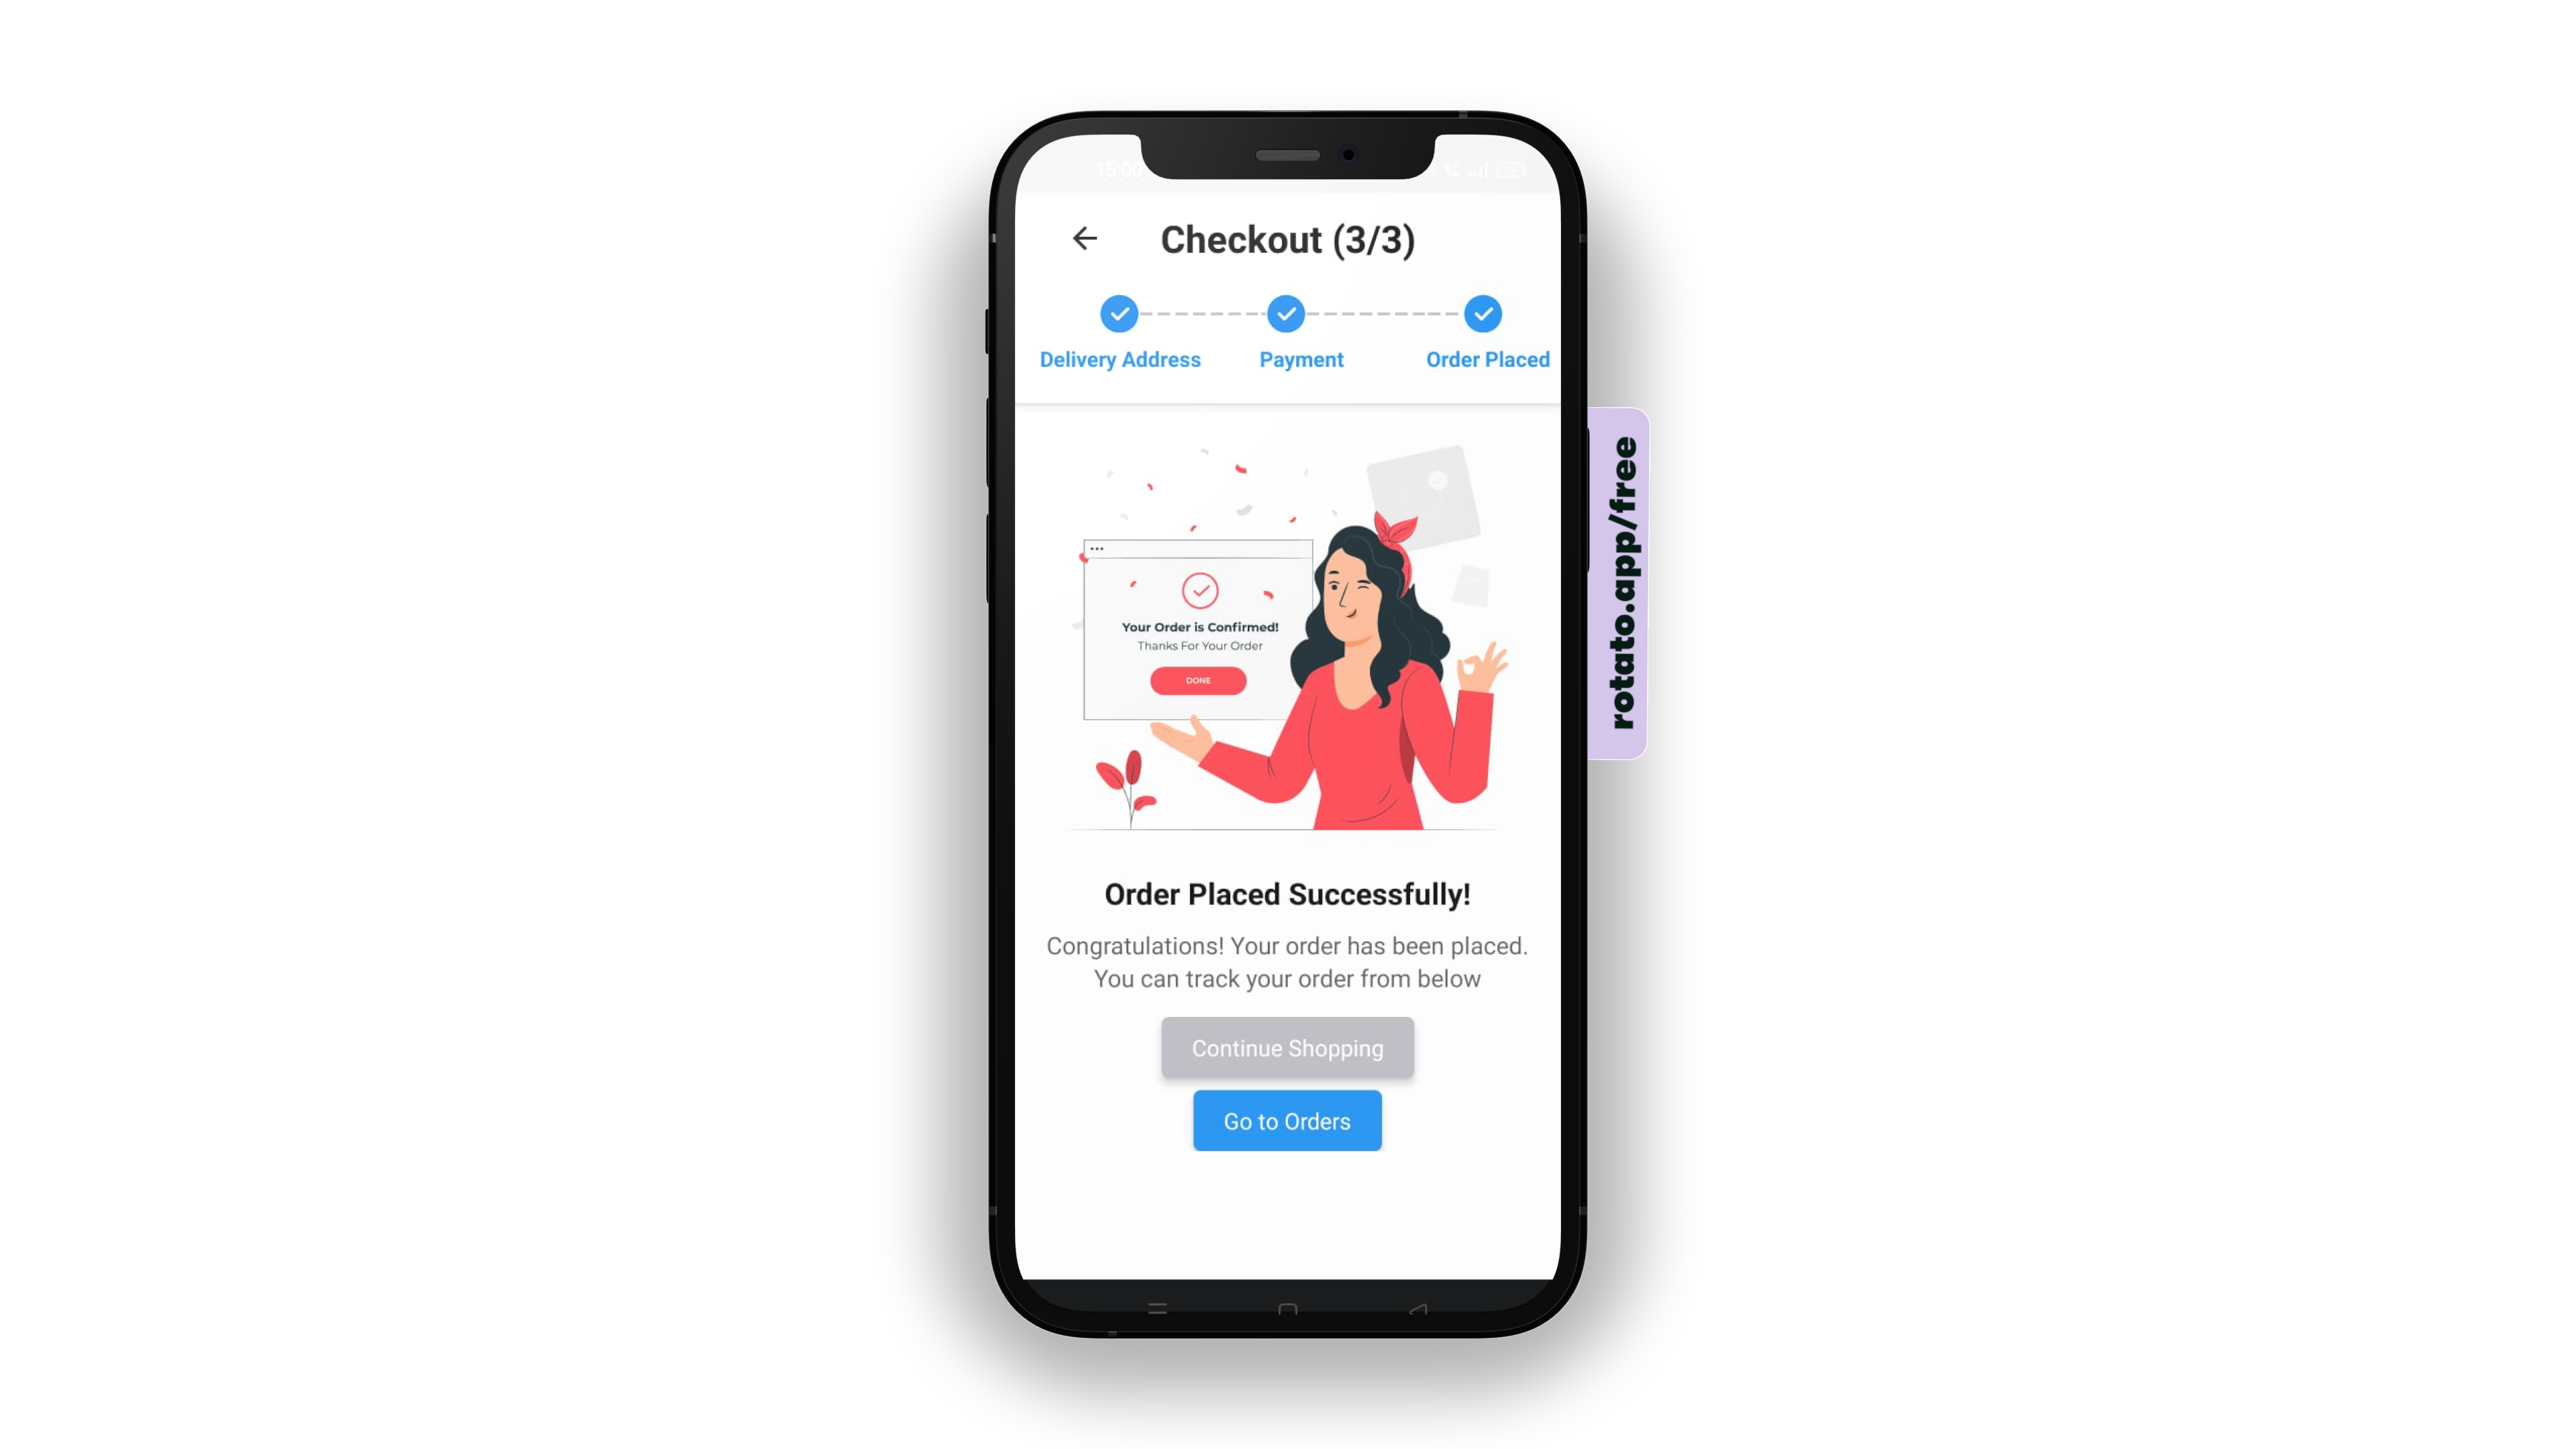 15:00
Checkout (3/3)
Delivery Address
Payment
Order Placed
Your Order is Confirmed!
Thanks For Your Order
DONE
Order Placed Successfully!
Congratulations! Your order has been placed.
You can track your order from below
Continue Shopping
Go to Orders
rotato.app/free